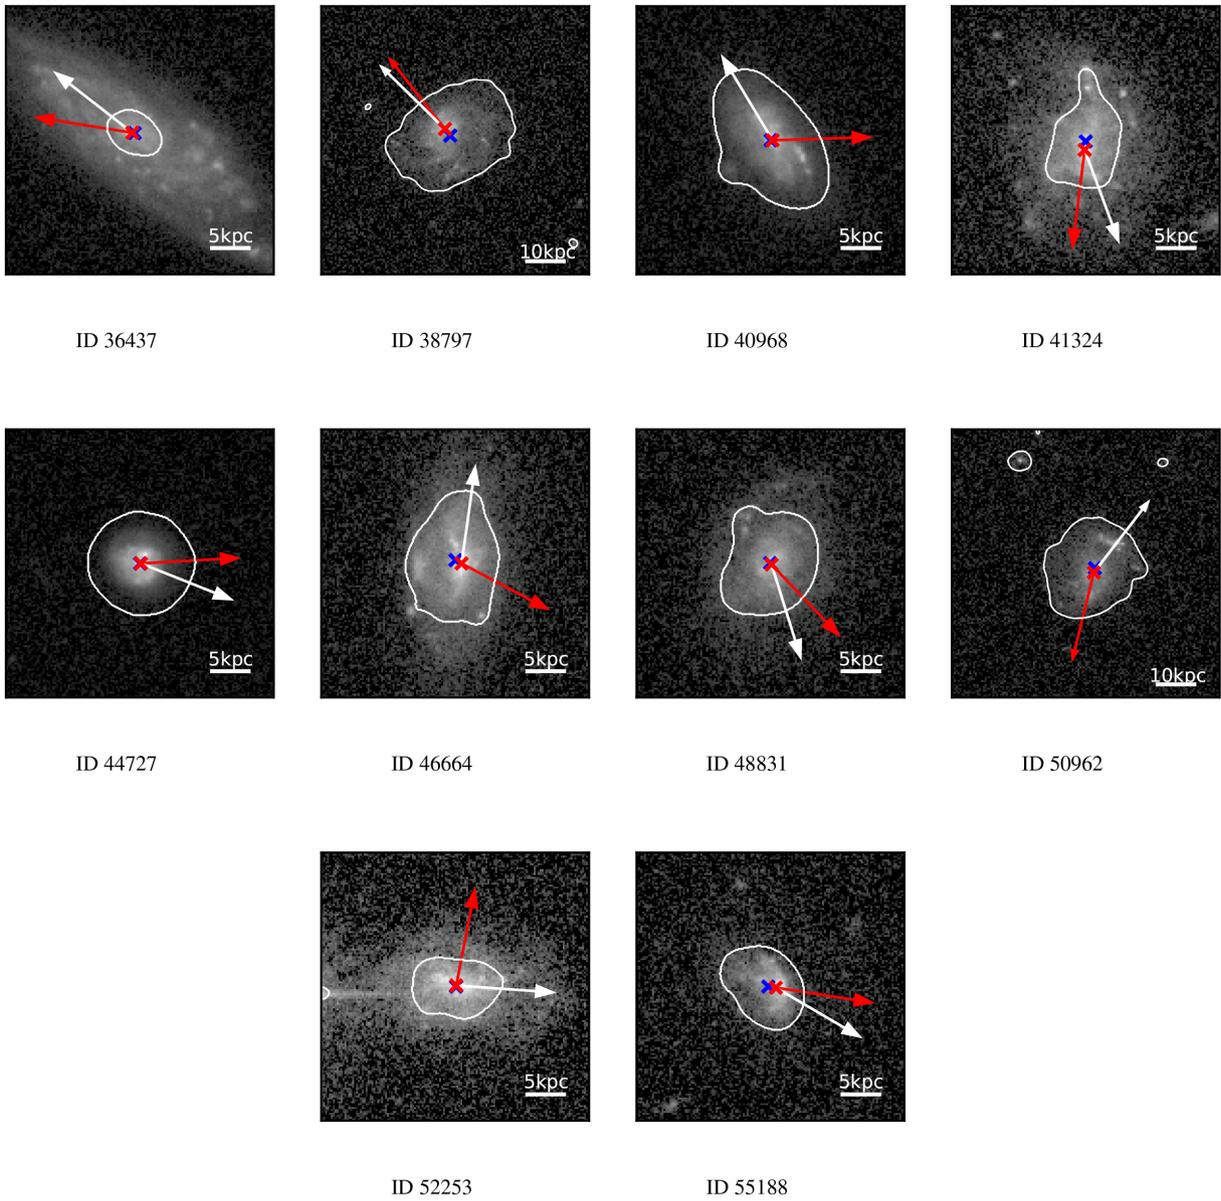 5kpc
10kpc
5kpc
5kpc
ID 36437
ID 38797
ID 40968
ID 41324
5kpc
5kpc
5kpc
10kpc
ID 44727
ID 46664
ID 48831
ID 50962
5kpc
5kpc
ID 52253
ID 55188